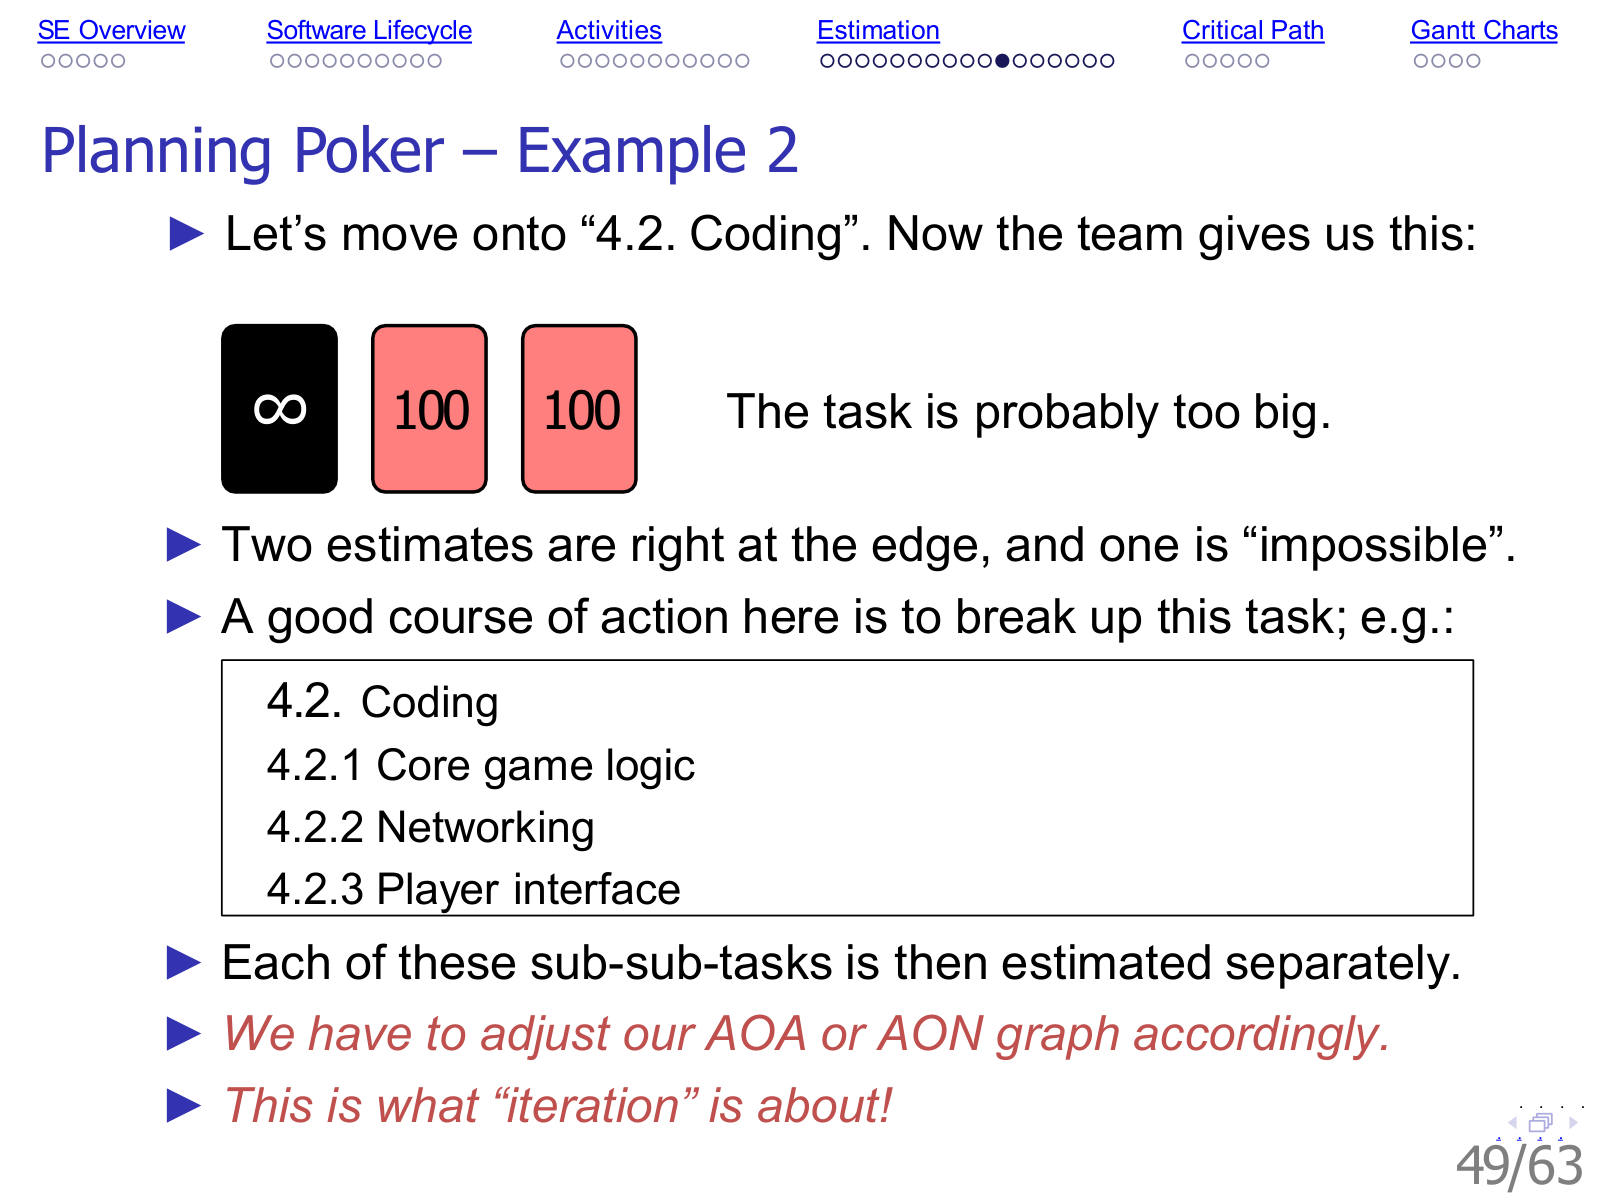 SE Overview Software Lifecycle Activities Estimation Critical Path Gantt Charts
Planning Poker – Example 2
Let’s move onto “4.2. Coding”. Now the team gives us this:
∞ 100 100 The task is probably too big.
Two estimates are right at the edge, and one is “impossible”.
A good course of action here is to break up this task; e.g.:
4.2. Coding
4.2.1 Core game logic
4.2.2 Networking
4.2.3 Player interface
Each of these sub-sub-tasks is then estimated separately.
We have to adjust our AOA or AON graph accordingly.
This is what “iteration” is about!
49/63